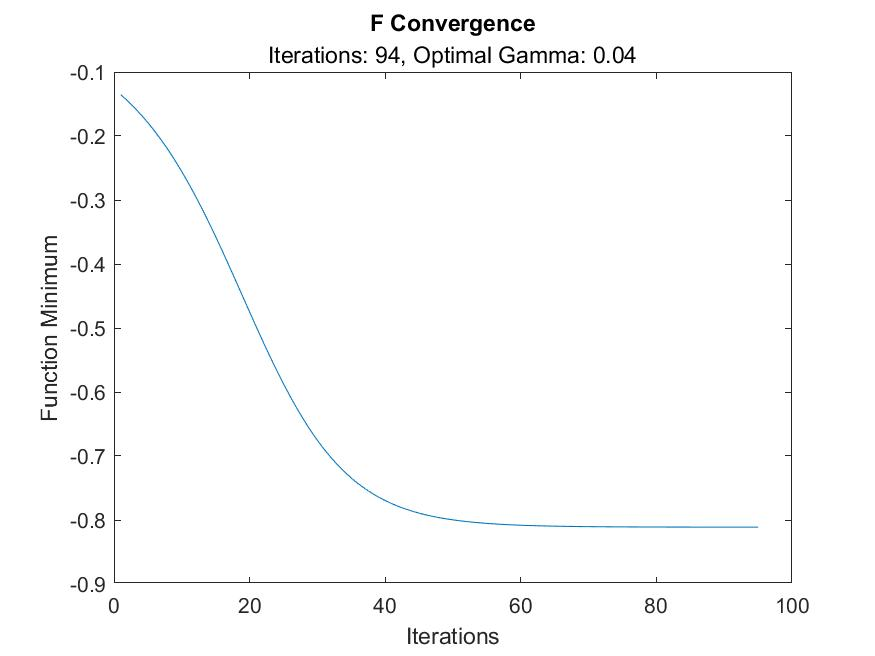 F Convergence
Iterations: 94, Optimal Gamma: 0.04
-0.1
-0.2
-0.3
-0.4
-0.5
-0.6
-0.7
-0.8
-0.9
Function Minimum
0 20 40 60 80 100
Iterations